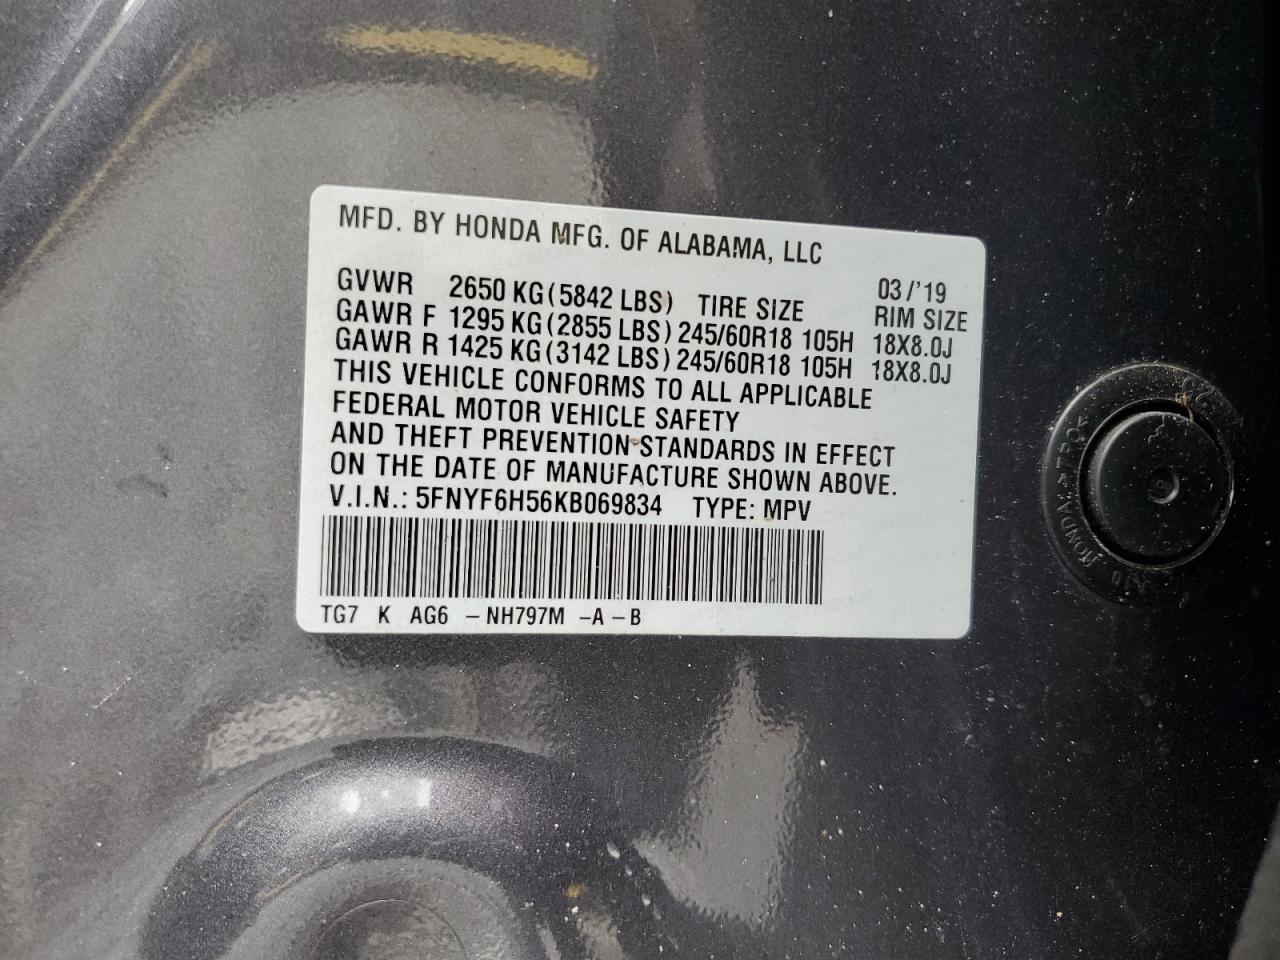 MFD. BY HONDA MFG. OF ALABAMA, LLC
03/'19
GVWR 2650 KG (5842 LBS) TIRE SIZE RIM SIZE
GAWR F 1295 KG (2855 LBS) 245/60R18 105H 18X8.0J
GAWR R 1425 KG (3142 LBS) 245/60R18 105H 18X8.0J
THIS VEHICLE CONFORMS TO ALL APPLICABLE
FEDERAL MOTOR VEHICLE SAFETY
AND THEFT PREVENTION STANDARDS IN EFFECT
ON THE DATE OF MANUFACTURE SHOWN ABOVE.
V.I.N.: 5FNYF6H56KB069834 TYPE: MPV
TG7 K AG6 – NH797M – A – B
HONDA